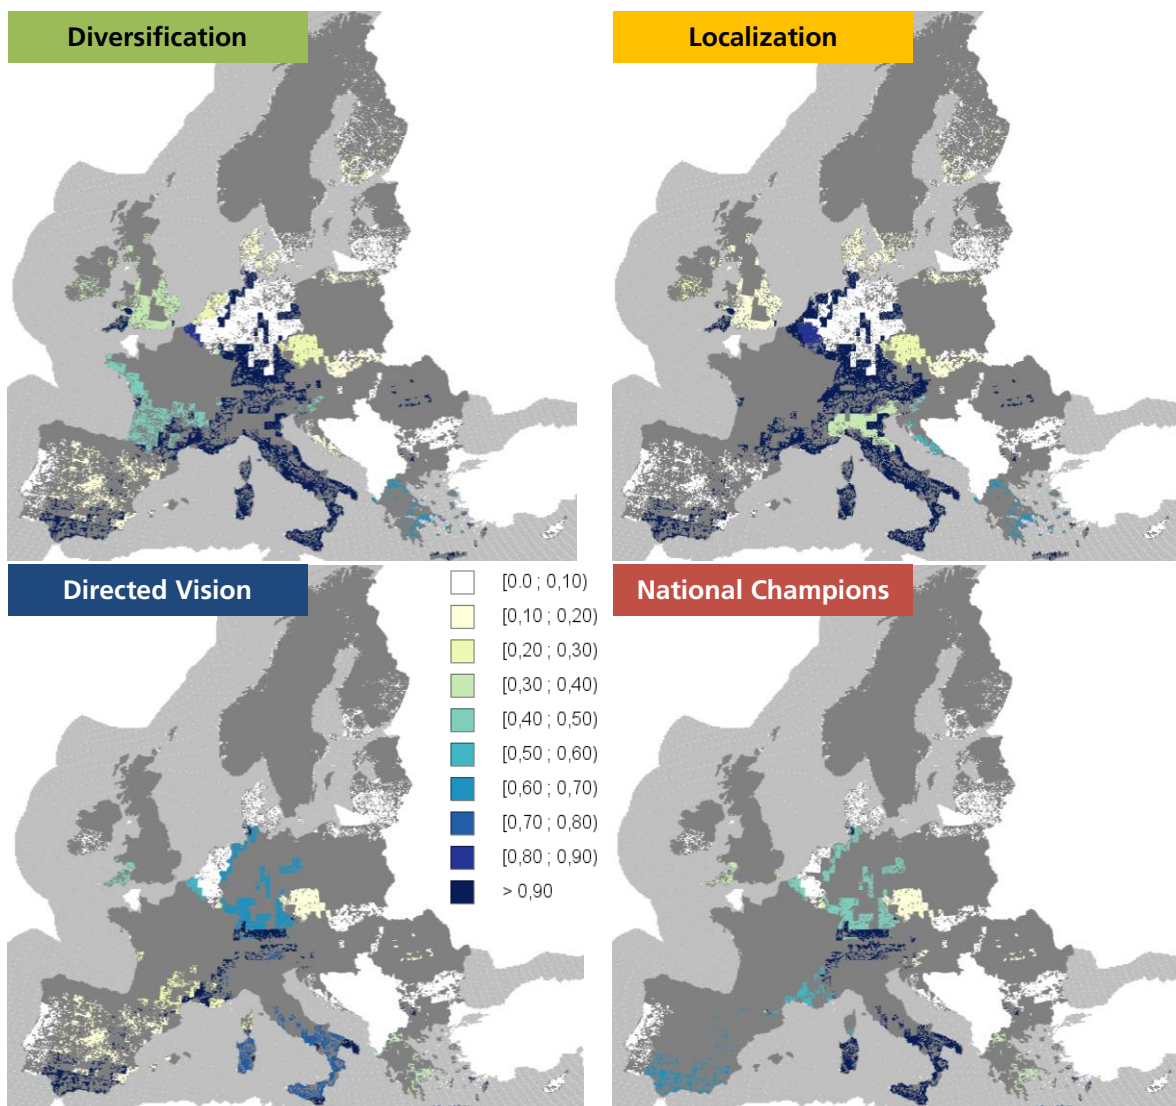 Diversification
Localization
Directed Vision
[0.0 ; 0,10)
[0,10 ; 0,20)
[0,20 ; 0,30)
[0,30 ; 0,40)
[0,40 ; 0,50)
[0,50 ; 0,60)
[0,60 ; 0,70)
[0,70 ; 0,80)
[0,80 ; 0,90)
> 0,90
National Champions